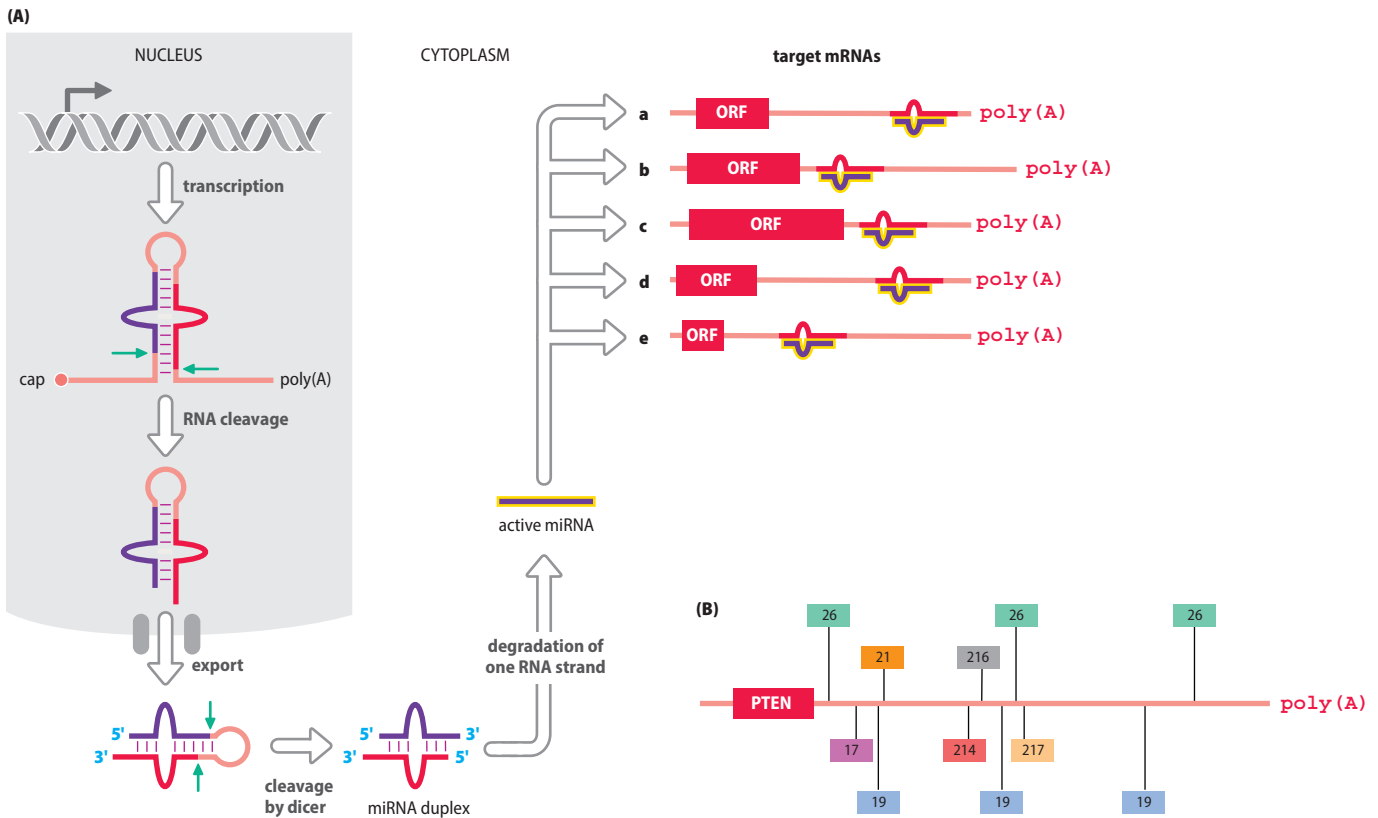 (A)
NUCLEUS
CYTOPLASM
target mRNAs
a ORF poly(A)
b ORF poly(A)
c ORF poly(A)
d ORF poly(A)
e ORF poly(A)
transcription
cap
poly(A)
RNA cleavage
export
5'
3'
cleavage
by dicer
5' 3'
3' 5'
miRNA duplex
degradation of
one RNA strand
active miRNA
(B)
26 26 26
21 216
PTEN poly(A)
17 214 217
19 19 19